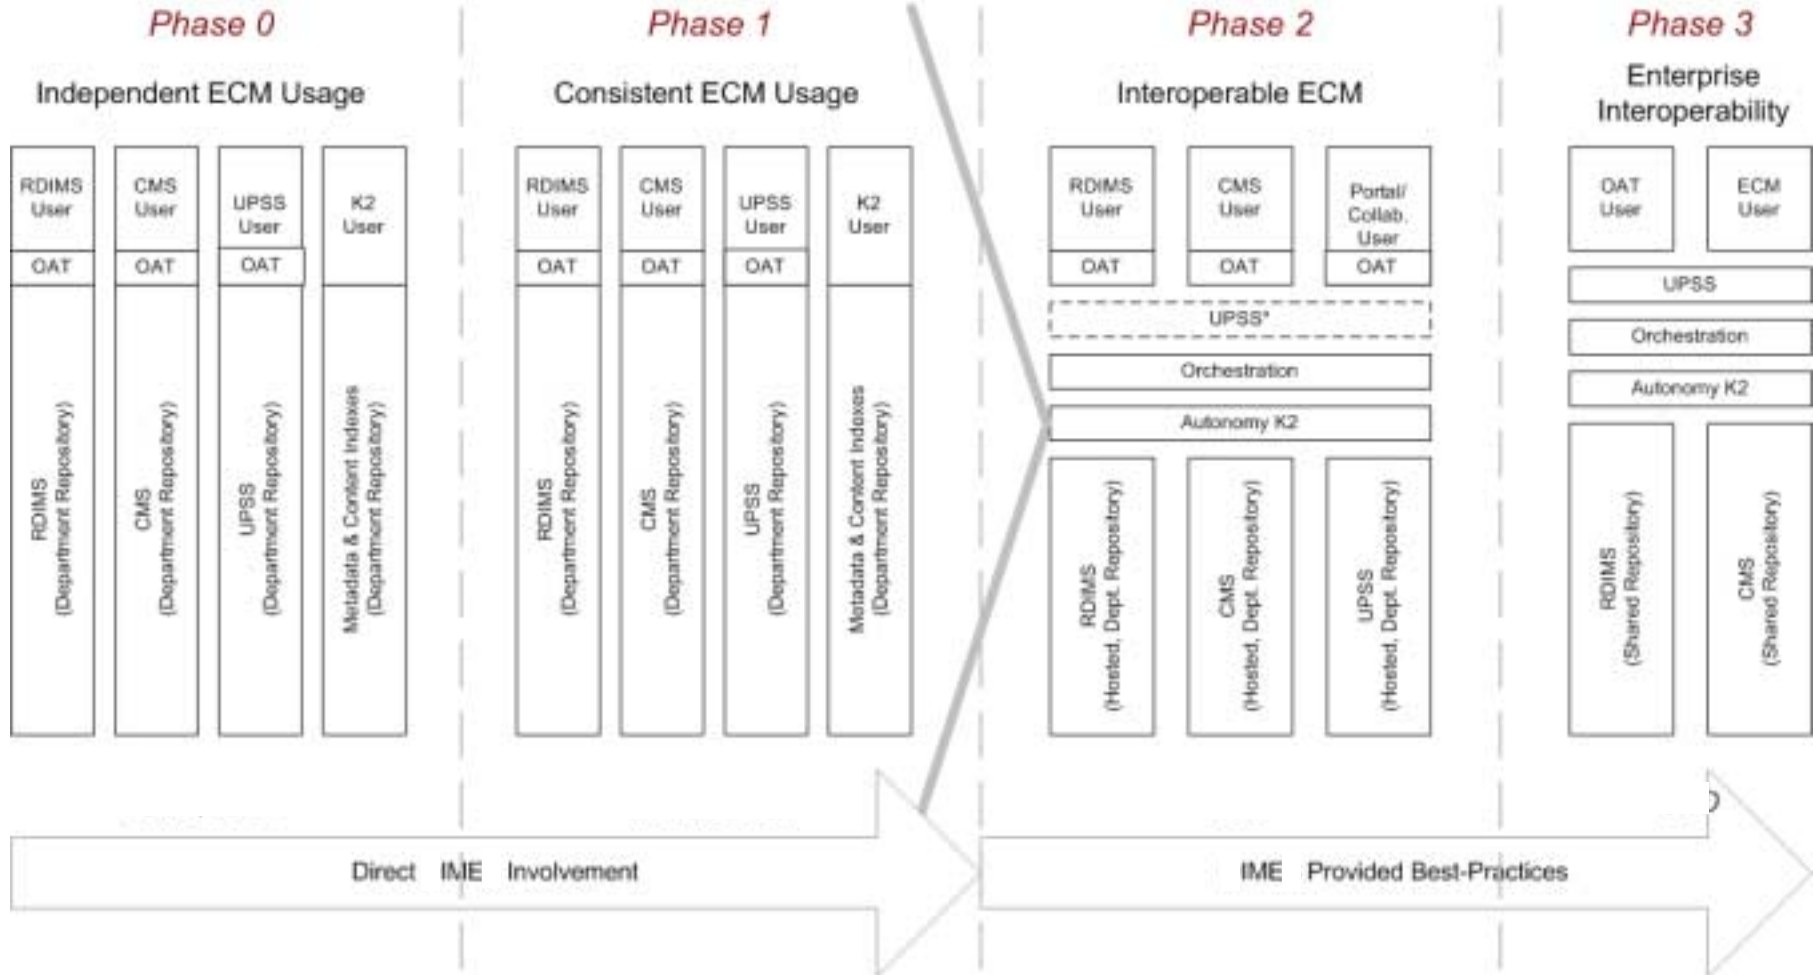 Phase 0
Independent ECM Usage
RDIMS
User
CMS
User
UPSS
User
K2
User
OAT
OAT
OAT
RDIMS
(Department Repository)
CMS
(Department Repository)
UPSS
(Department Repository)
Metadata & Content Indexes
(Department Repository)
Phase 1
Consistent ECM Usage
RDIMS
User
CMS
User
UPSS
User
K2
User
OAT
OAT
OAT
RDIMS
(Department Repository)
CMS
(Department Repository)
UPSS
(Department Repository)
Metadata & Content Indexes
(Department Repository)
Phase 2
Interoperable ECM
RDIMS
User
CMS
User
Portal/
Collab.
User
OAT
OAT
OAT
UPSS*
Orchestration
Autonomy K2
RDIMS
(Hosted, Dept. Repository)
CMS
(Hosted, Dept. Repository)
UPSS
(Hosted, Dept. Repository)
Phase 3
Enterprise
Interoperability
OAT
User
ECM
User
UPSS
Orchestration
Autonomy K2
RDIMS
(Shared Repository)
CMS
(Shared Repository)
Direct IME Involvement
IME Provided Best-Practices